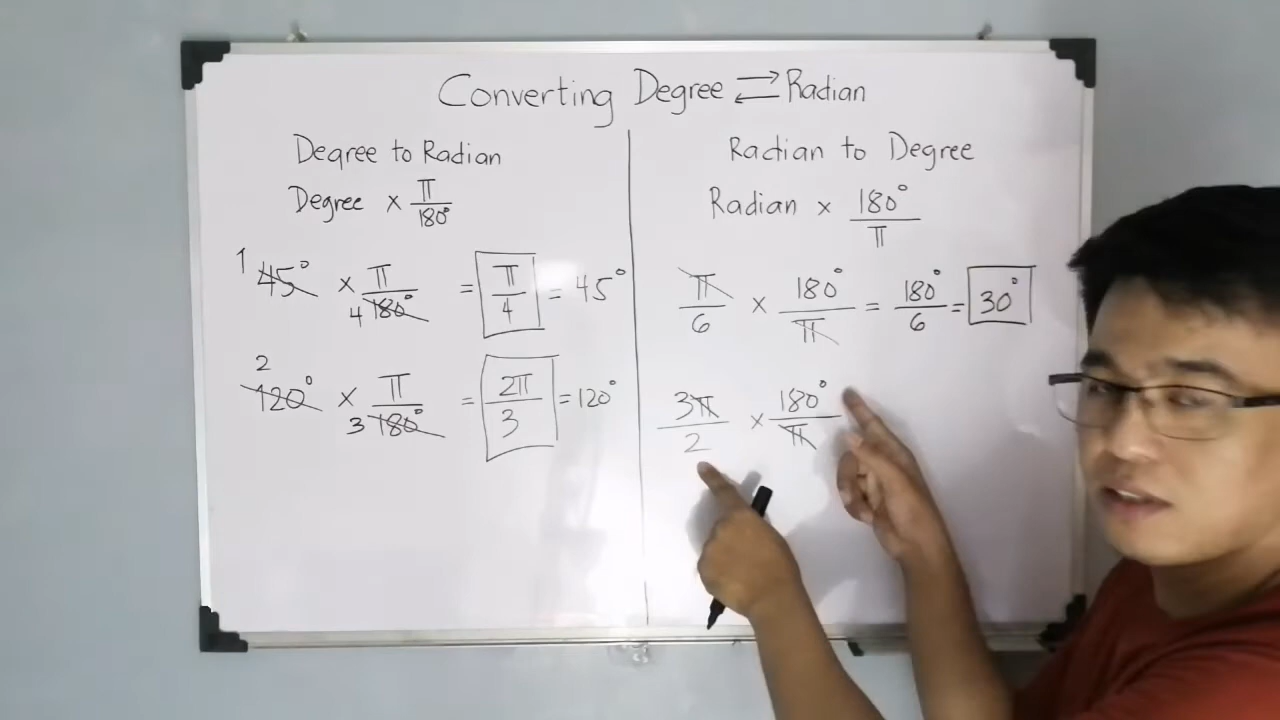 Converting Degree ⇄ Radian
Degree to Radian
Degree × π/180°
1 45° × π/4 180° = π/4 = 45°
2 120° × π/3 180° = 2π/3 = 120°
Radian to Degree
Radian × 180°/π
π/6 × 180°/π = 180°/6 = 30°
3π/2 × 180°/π